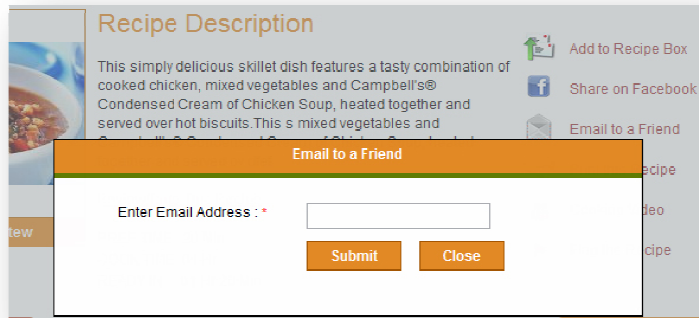 Recipe Description
This simply delicious skillet dish features a tasty combination of
cooked chicken, mixed vegetables and Campbell's®
Condensed Cream of Chicken Soup, heated together and
served over hot biscuits.This s mixed vegetables and
Add to Recipe Box
Share on Facebook
Email to a Friend
ecipe
deo
cipe
tew
Email to a Friend
Enter Email Address : *
Submit
Close